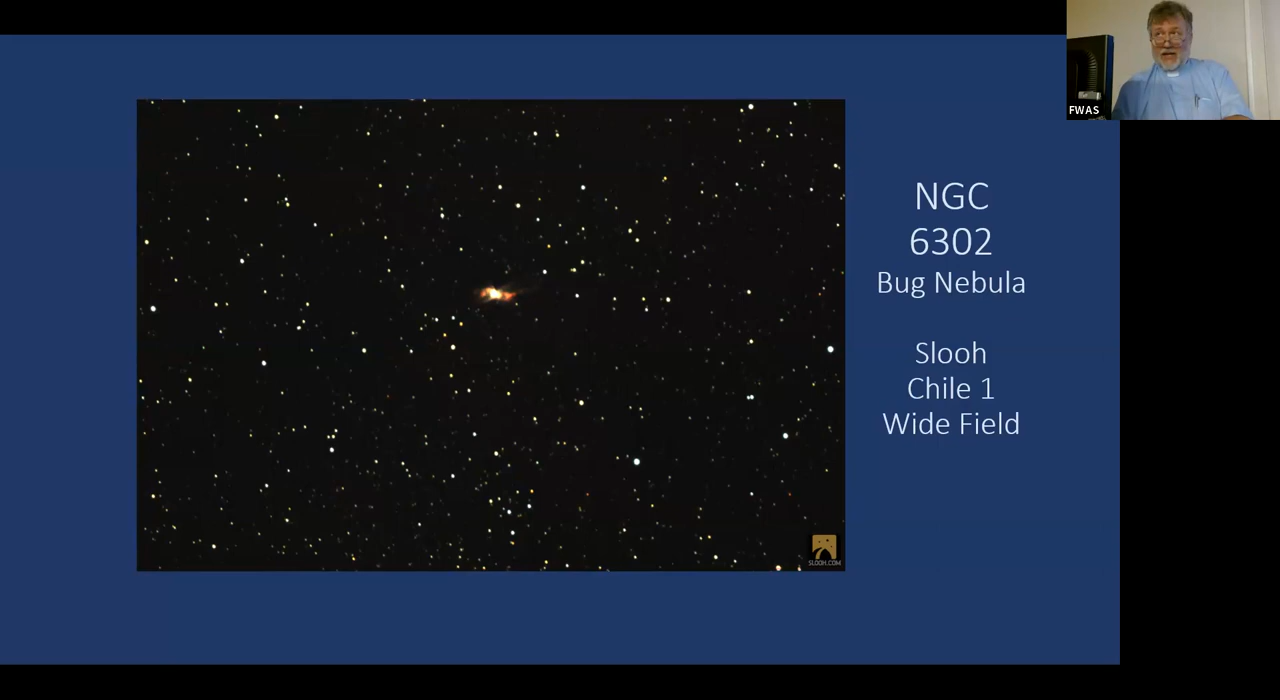 NGC
6302
Bug Nebula
Slooh
Chile 1
Wide Field
FWAS
SLOOH.COM